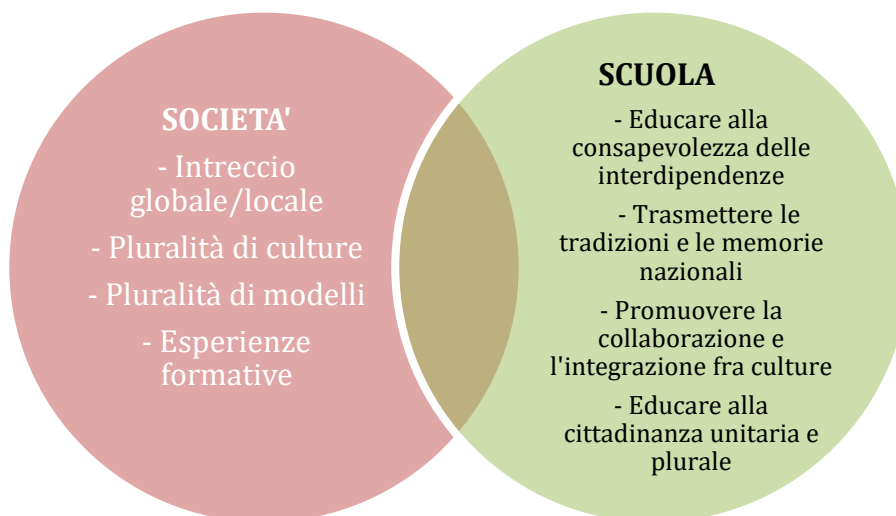 SOCIETA'
- Intreccio
globale/locale
- Pluralità di culture
- Pluralità di modelli
- Esperienze
formative
SCUOLA
- Educare alla
consapevolezza delle
interdipendenze
- Trasmettere le
tradizioni e le memorie
nazionali
- Promuovere la
collaborazione e
l'integrazione fra culture
- Educare alla
cittadinanza unitaria e
plurale